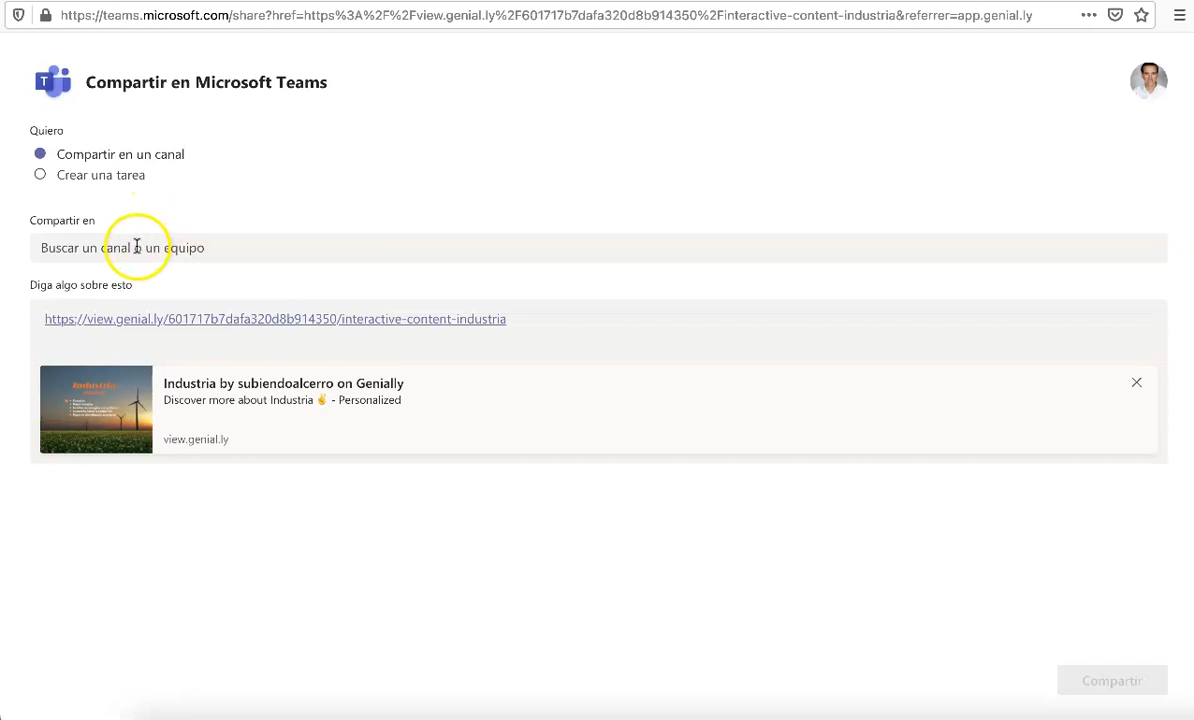 https://teams.microsoft.com/share?href=https%3A%2F%2Fview.genial.ly%2F601717b7dafa320d8b914350%2Finteractive-content-industria&referrer=app.genial.ly
T
Compartir en Microsoft Teams
Quiero
Compartir en un canal
Crear una tarea
Compartir en
Buscar un canal o un equipo
Diga algo sobre esto
https://view.genial.ly/601717b7dafa320d8b914350/interactive-content-industria
Industria
Industria by subiendoalcerro on Genially
Discover more about Industria ✌ - Personalized
view.genial.ly
Compartir